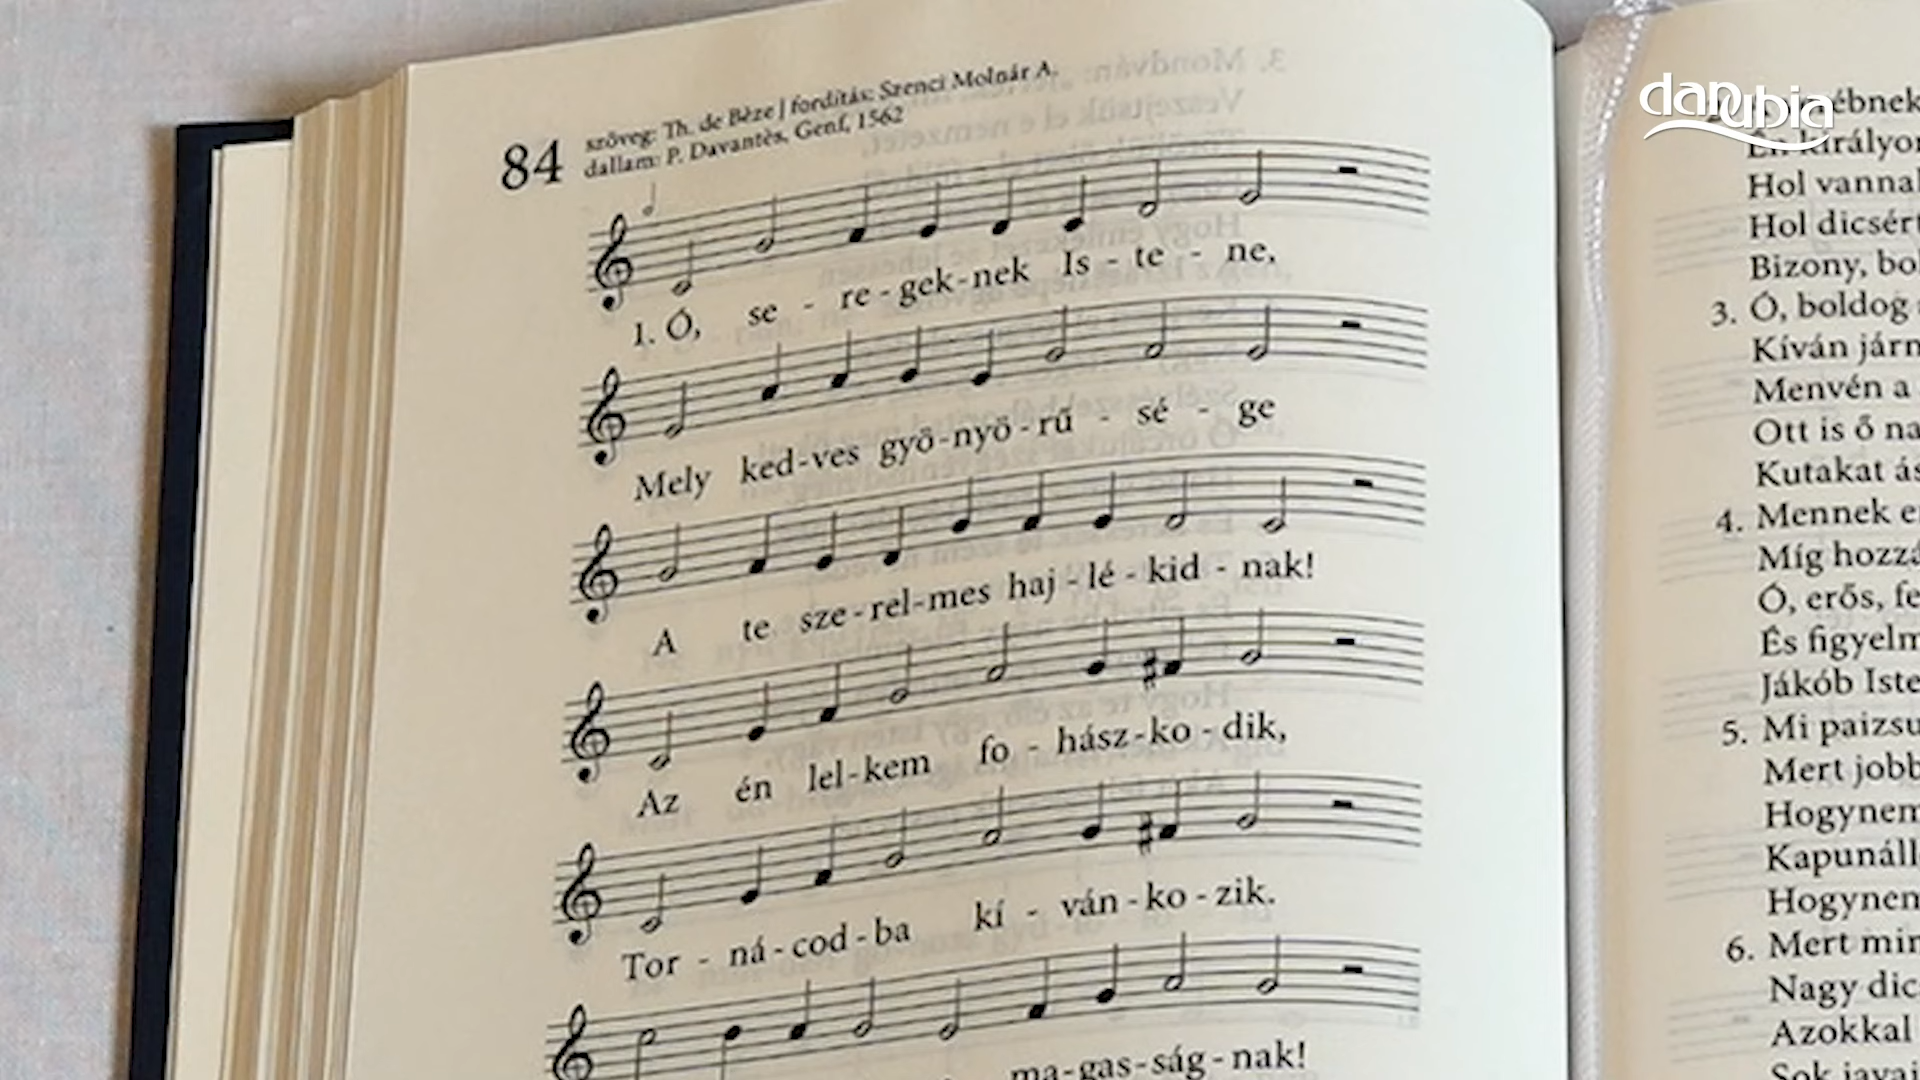 danubia
84
szöveg: Th. de Bèze | fordítás: Szenci Molnár A.
dallam: P. Davantès, Genf, 1562
1. Ó, se - re - gek - nek Is - te - ne,
Mely ked - ves gyö - nyö - rű - sé - ge
A te sze - rel - mes haj - lé - kid - nak!
Az én lel - kem fo - hász - ko - dik,
Tor - ná - cod - ba kí - ván - ko - zik.
ma - gas - ság - nak!
Én királyo
Hol vannak
Hol dicsért
Bizony, bol
3. Ó, boldog
Kíván járn
Menvén a
Ott is ő na
Kutakat ás
4. Mennek e
Míg hozzá
Ó, erős, fe
És figyelm
Jákób Iste
5. Mi paizsu
Mert jobb
Hogynem
Kapunáll
Hogynem
6. Mert min
Nagy dic
Azokkal
Sok javai